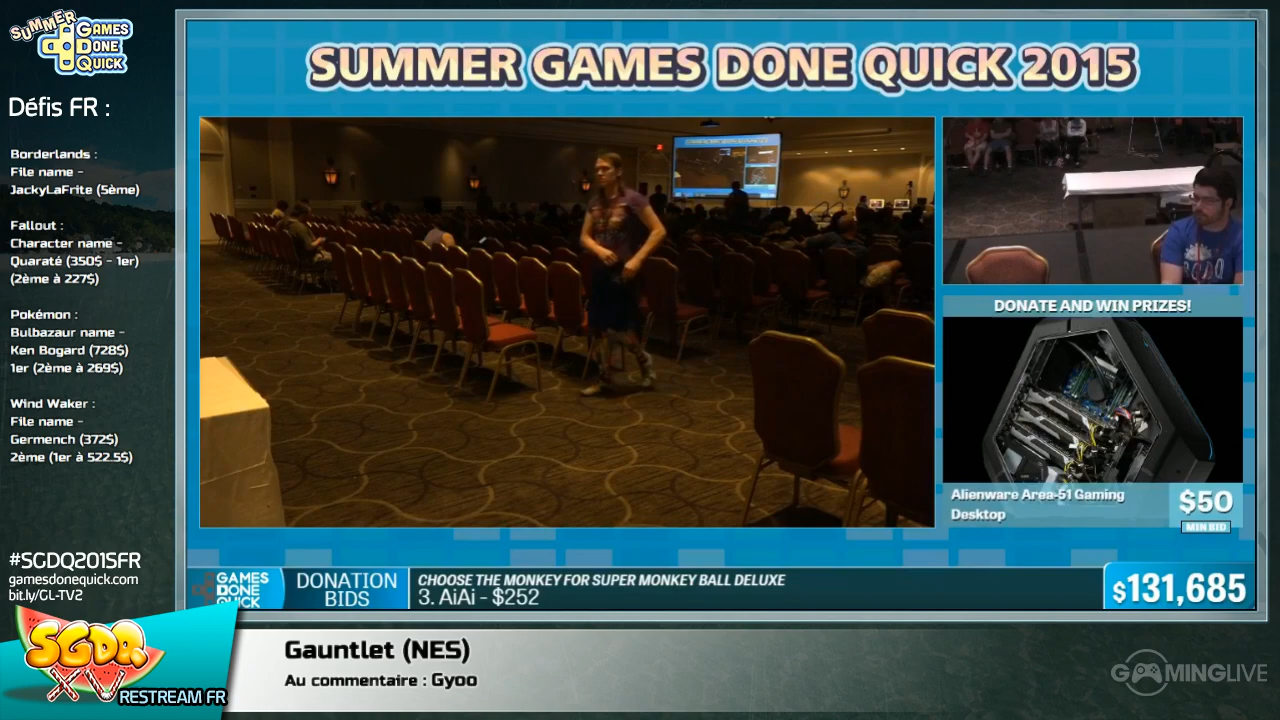 SUMMER
GAMES
DONE
QUICK
Défis FR :
Borderlands :
File name -
JackyLaFrite (5ème)
Fallout :
Character name -
Quaraté (350$ - 1er)
(2ème à 227$)
Pokémon :
Bulbazaur name -
Ken Bogard (728$)
1er (2ème à 269$)
Wind Waker :
File name -
Germench (372$)
2ème (1er à 522.5$)
#SGDQ2015FR
gamesdonequick.com
bit.ly/GL-TV2
SGDQ
XV
RESTREAM FR
SUMMER GAMES DONE QUICK 2015
DONATE AND WIN PRIZES!
Alienware Area-51 Gaming
Desktop
$50
MIN BID
GAMES
DONE
QUICK
DONATION
BIDS
CHOOSE THE MONKEY FOR SUPER MONKEY BALL DELUXE
3. AiAi - $252
$131,685
Gauntlet (NES)
Au commentaire : Gyoo
GAMINGLIVE